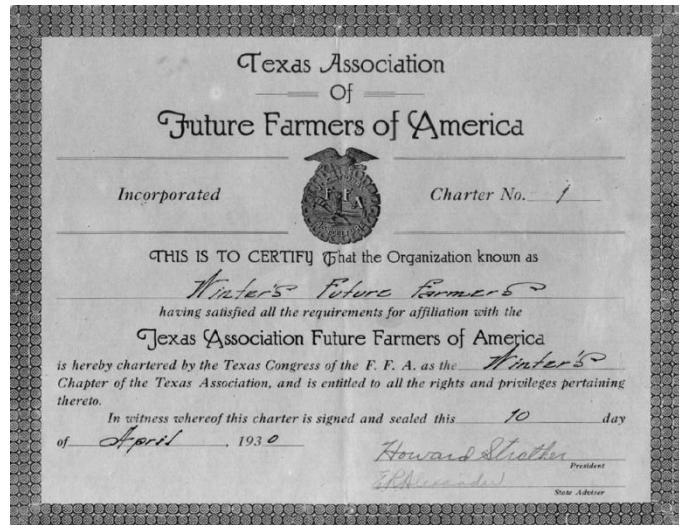 Texas Association
Of
Future Farmers of America
Incorporated
Charter No. 1
F F A
THIS IS TO CERTIFY That the Organization known as
Winter's Future Farmers
having satisfied all the requirements for affiliation with the
Texas Association Future Farmers of America
is hereby chartered by the Texas Congress of the F. F. A. as the Winter's
Chapter of the Texas Association, and is entitled to all the rights and privileges pertaining
thereto.
In witness whereof this charter is signed and sealed this 10 day
of April, 1930
Howard Strother
President
E R Alexander
State Adviser